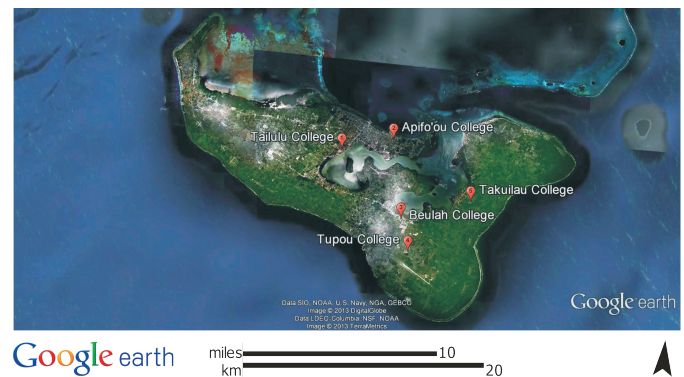 Apifo'ou College
Tailulu College
Takuilau College
Beulah College
Tupou College
Data SIO, NOAA, U.S. Navy, NGA, GEBCO
Image © 2013 DigitalGlobe
Data LDEO-Columbia, NSF, NOAA
Image © 2013 TerraMetrics
Google earth
Google earth
miles 10
km 20